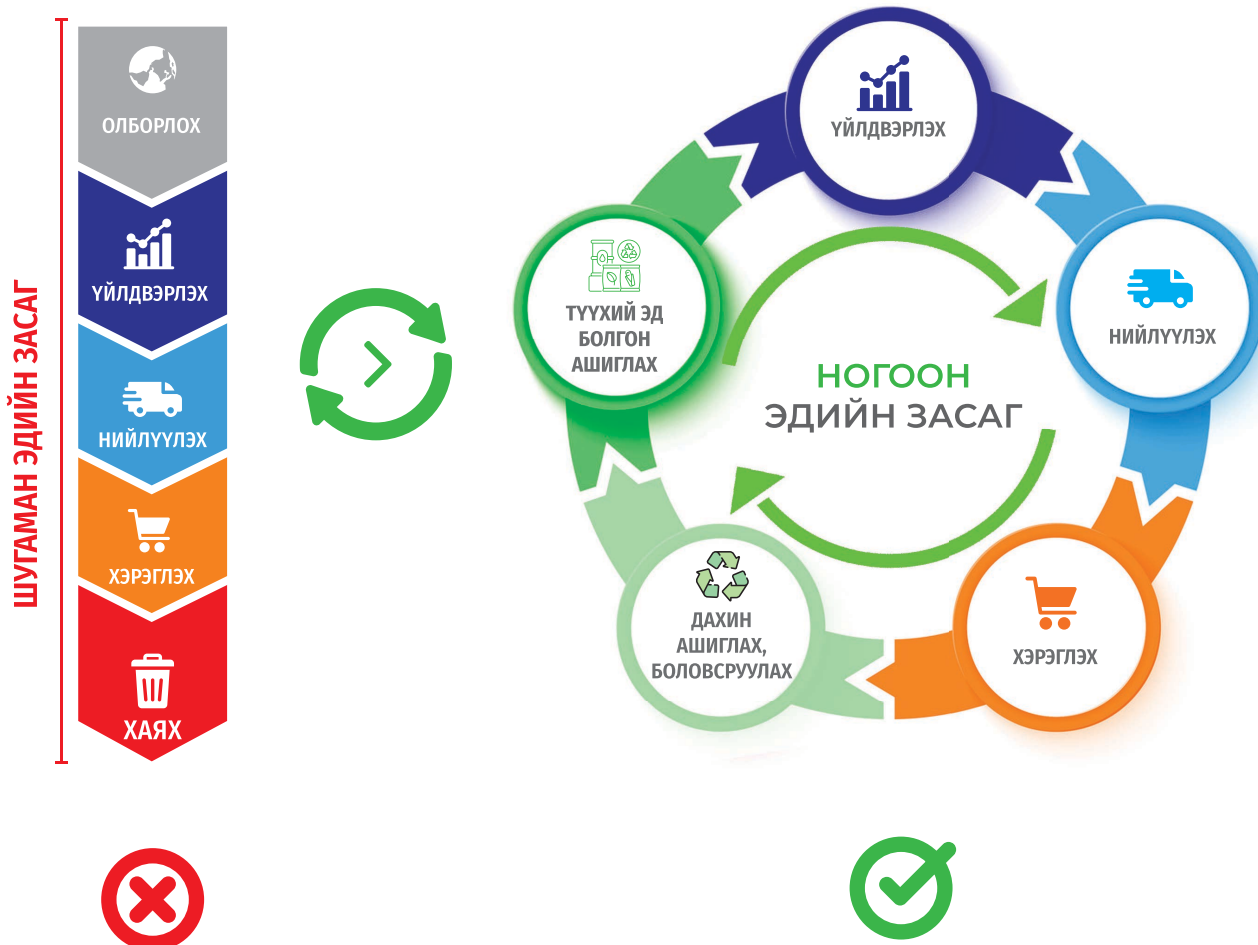 ШУГАМАН ЭДИЙН ЗАСАГ
ОЛБОРЛОХ
ҮЙЛДВЭРЛЭХ
НИЙЛҮҮЛЭХ
ХЭРЭГЛЭХ
ХАЯХ
ҮЙЛДВЭРЛЭХ
НИЙЛҮҮЛЭХ
ХЭРЭГЛЭХ
ДАХИН
АШИГЛАХ,
БОЛОВСРУУЛАХ
ТҮҮХИЙ ЭД
БОЛГОН
АШИГЛАХ
НОГООН
ЭДИЙН ЗАСАГ